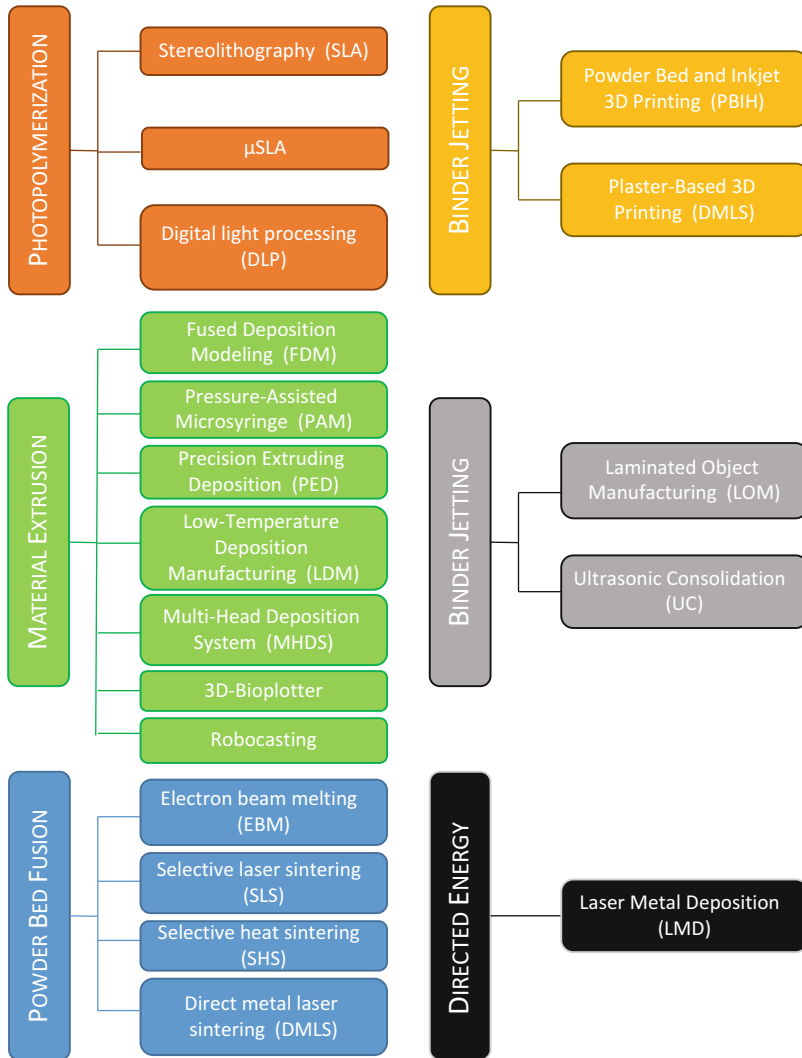 PHOTOPOLYMERIZATION
Stereolithography (SLA)
µSLA
Digital light processing
(DLP)
BINDER JETTING
Powder Bed and Inkjet
3D Printing (PBIH)
Plaster-Based 3D
Printing (DMLS)
MATERIAL EXTRUSION
Fused Deposition
Modeling (FDM)
Pressure-Assisted
Microsyringe (PAM)
Precision Extruding
Deposition (PED)
Low-Temperature
Deposition
Manufacturing (LDM)
Multi-Head Deposition
System (MHDS)
3D-Bioplotter
Robocasting
BINDER JETTING
Laminated Object
Manufacturing (LOM)
Ultrasonic Consolidation
(UC)
POWDER BED FUSION
Electron beam melting
(EBM)
Selective laser sintering
(SLS)
Selective heat sintering
(SHS)
Direct metal laser
sintering (DMLS)
DIRECTED ENERGY
Laser Metal Deposition
(LMD)